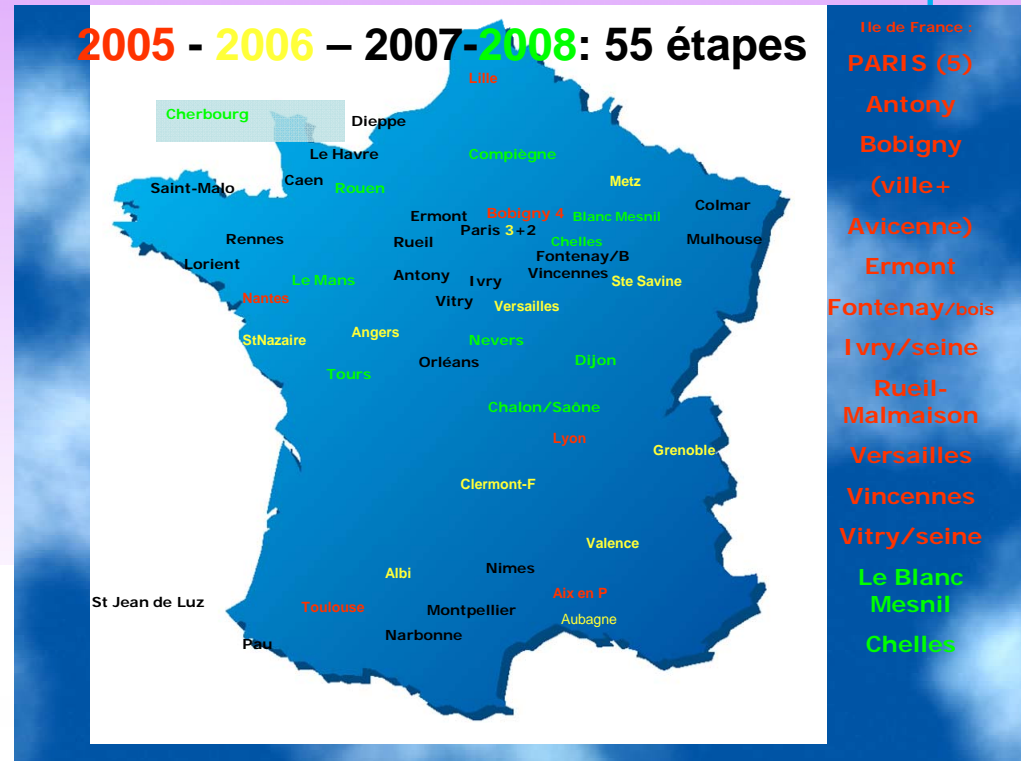 2005 - 2006 – 2007-2008: 55 étapes
Lille
Cherbourg
Dieppe
Le Havre
Compiègne
Caen
Rouen
Saint-Malo
Metz
Colmar
Ermont
Bobigny 4
Blanc Mesnil
Paris 3+2
Rennes
Rueil
Chelles
Mulhouse
Fontenay/B
Lorient
Vincennes
Antony
Ivry
Le Mans
Ste Savine
Nantes
Vitry
Versailles
StNazaire
Angers
Nevers
Orléans
Dijon
Tours
Chalon/Saône
Lyon
Grenoble
Clermont-F
Valence
Nimes
Albi
Aix en P
St Jean de Luz
Toulouse
Montpellier
Aubagne
Narbonne
Pau
Ile de France :
PARIS (5)
Antony
Bobigny
(ville+
Avicenne)
Ermont
Fontenay/bois
Ivry/seine
Rueil-
Malmaison
Versailles
Vincennes
Vitry/seine
Le Blanc
Mesnil
Chelles